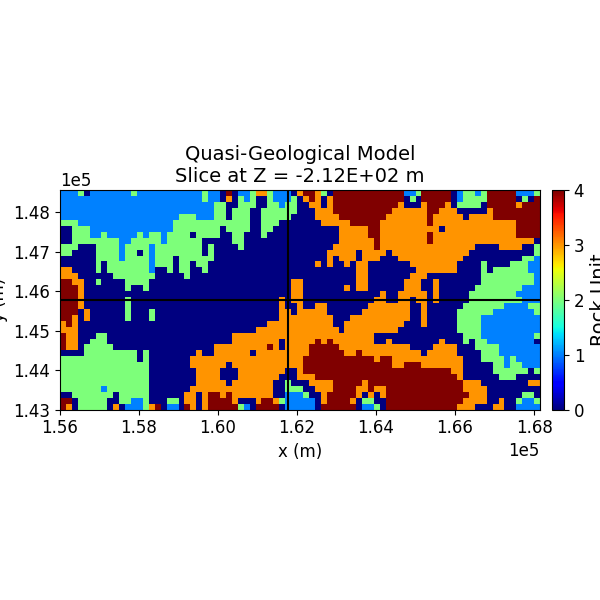 Quasi-Geological Model
Slice at Z = -2.12E+02 m
1e5
1.48
1.47
1.46
1.45
1.44
1.43
y (m)
1.56
1.58
1.60
1.62
1.64
1.66
1.68
x (m)
1e5
4
3
2
1
0
Rock Unit